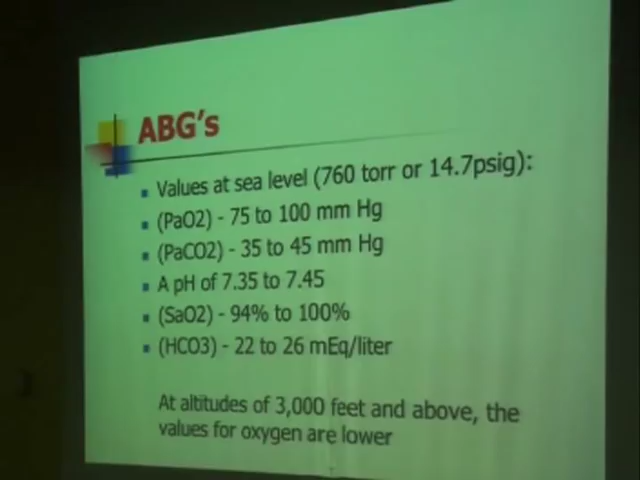 ABG's
Values at sea level (760 torr or 14.7psig):
(PaO2) - 75 to 100 mm Hg
(PaCO2) - 35 to 45 mm Hg
A pH of 7.35 to 7.45
(SaO2) - 94% to 100%
(HCO3) - 22 to 26 mEq/liter
At altitudes of 3,000 feet and above, the
values for oxygen are lower